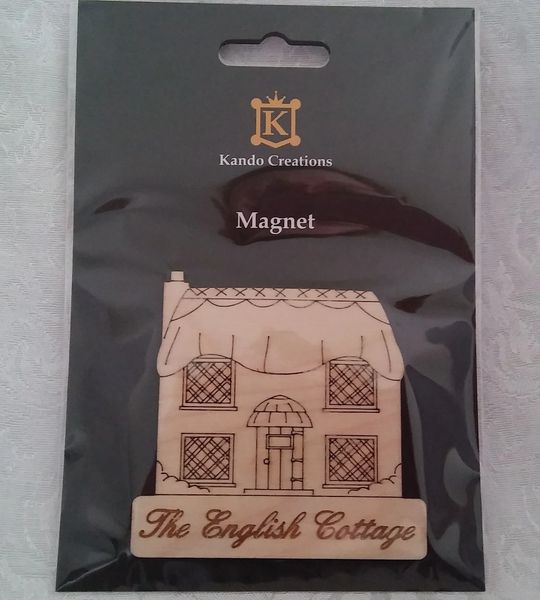 K
Kando Creations
Magnet
The English Cottage